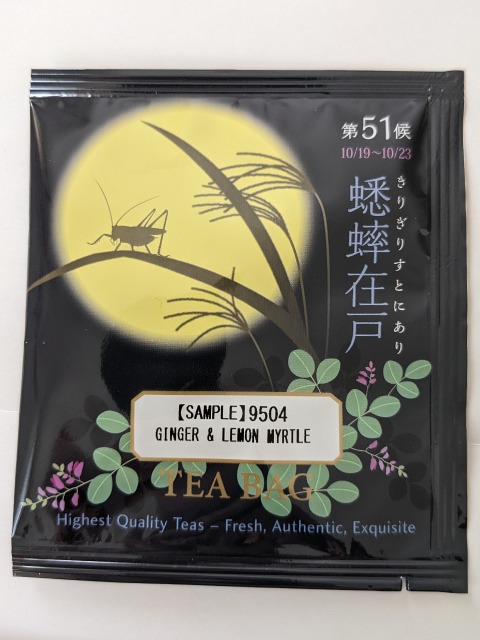 第51候
10/19~10/23
蟋蟀在戸
きりぎりすとにあり
【SAMPLE】9504
GINGER & LEMON MYRTLE
TEA BAG
Highest Quality Teas – Fresh, Authentic, Exquisite